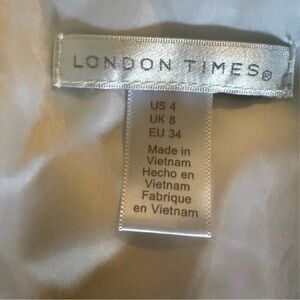 LONDON TIMES®
US 4
UK 8
EU 34
Made in
Vietnam
Hecho en
Vietnam
Fabrique
en Vietnam